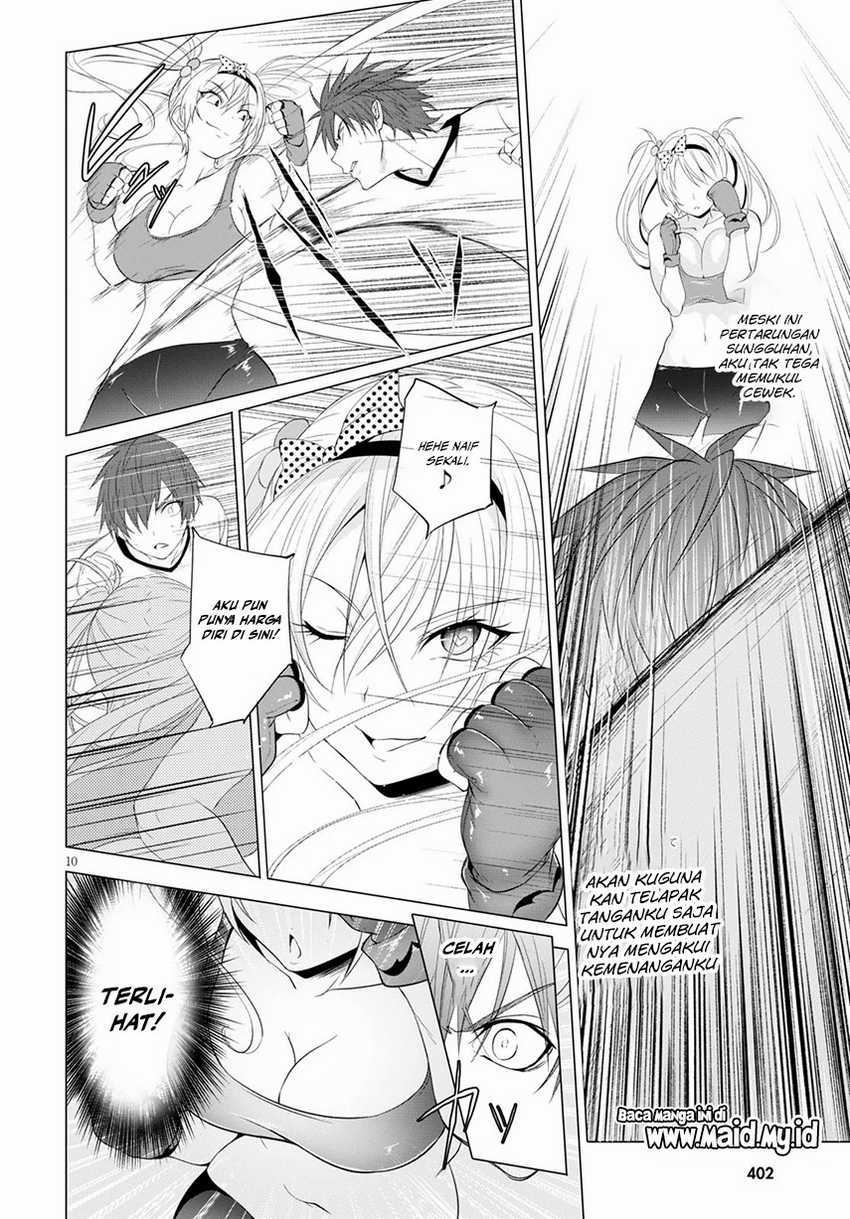 MESKI INI
PERTARUNGAN
SUNGGUHAN,
AKU TAK TEGA
MEMUKUL
CEWEK.
AKAN KUGUNA
KAN TELAPAK
TANGANKU SAJA
UNTUK MEMBUAT
NYA MENGAKUI
KEMENANGANKU
HEHE NAIF
SEKALI.
♪
AKU PUN
PUNYA HARGA
DIRI DI SINI!
CELAH
....
TERLI-
HAT!
10
Baca Manga ini di
www.Maid.My.id
402